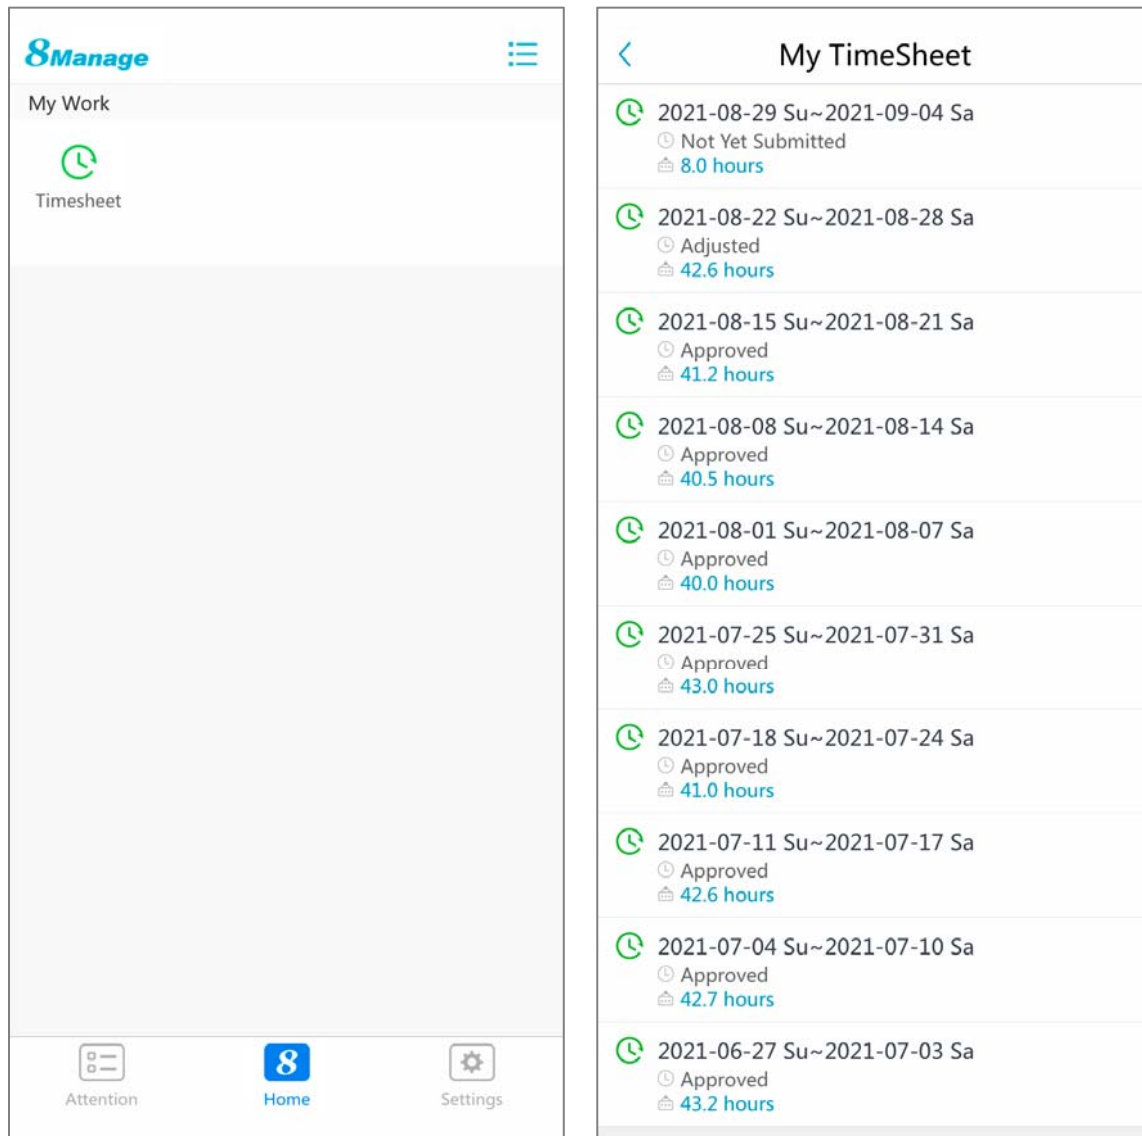 8Manage
My Work
Timesheet
Attention
8
Home
Settings
My TimeSheet
2021-08-29 Su~2021-09-04 Sa
Not Yet Submitted
8.0 hours
2021-08-22 Su~2021-08-28 Sa
Adjusted
42.6 hours
2021-08-15 Su~2021-08-21 Sa
Approved
41.2 hours
2021-08-08 Su~2021-08-14 Sa
Approved
40.5 hours
2021-08-01 Su~2021-08-07 Sa
Approved
40.0 hours
2021-07-25 Su~2021-07-31 Sa
Approved
43.0 hours
2021-07-18 Su~2021-07-24 Sa
Approved
41.0 hours
2021-07-11 Su~2021-07-17 Sa
Approved
42.6 hours
2021-07-04 Su~2021-07-10 Sa
Approved
42.7 hours
2021-06-27 Su~2021-07-03 Sa
Approved
43.2 hours